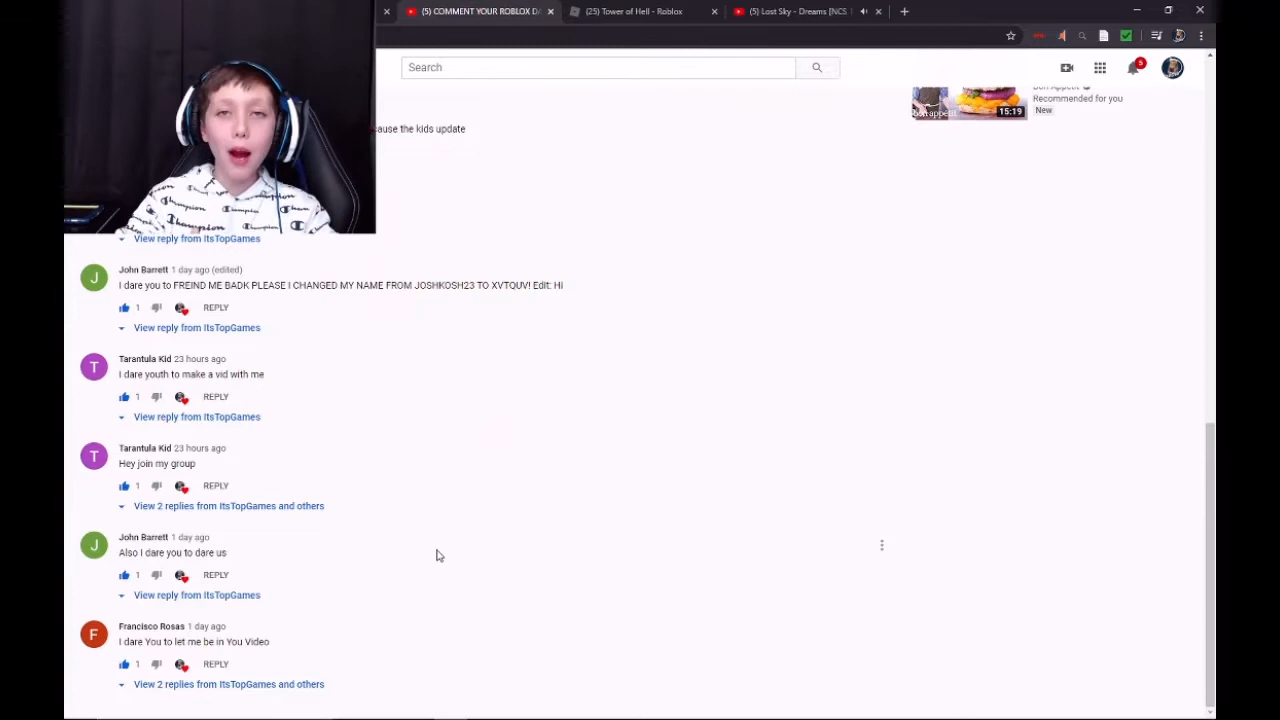 (5) COMMENT YOUR ROBLOX DA
(25) Tower of Hell - Roblox
(5) Lost Sky - Dreams [NCS
Search
5
Recommended for you
New
15:19
cause the kids update
Champion
View reply from ItsTopGames
John Barrett 1 day ago (edited)
I dare you to FREIND ME BADK PLEASE I CHANGED MY NAME FROM JOSHKOSH23 TO XVTQUV! Edit: Hi
1 REPLY
View reply from ItsTopGames
Tarantula Kid 23 hours ago
I dare youth to make a vid with me
1 REPLY
View reply from ItsTopGames
Tarantula Kid 23 hours ago
Hey join my group
1 REPLY
View 2 replies from ItsTopGames and others
John Barrett 1 day ago
Also I dare you to dare us
1 REPLY
View reply from ItsTopGames
Francisco Rosas 1 day ago
I dare You to let me be in You Video
1 REPLY
View 2 replies from ItsTopGames and others